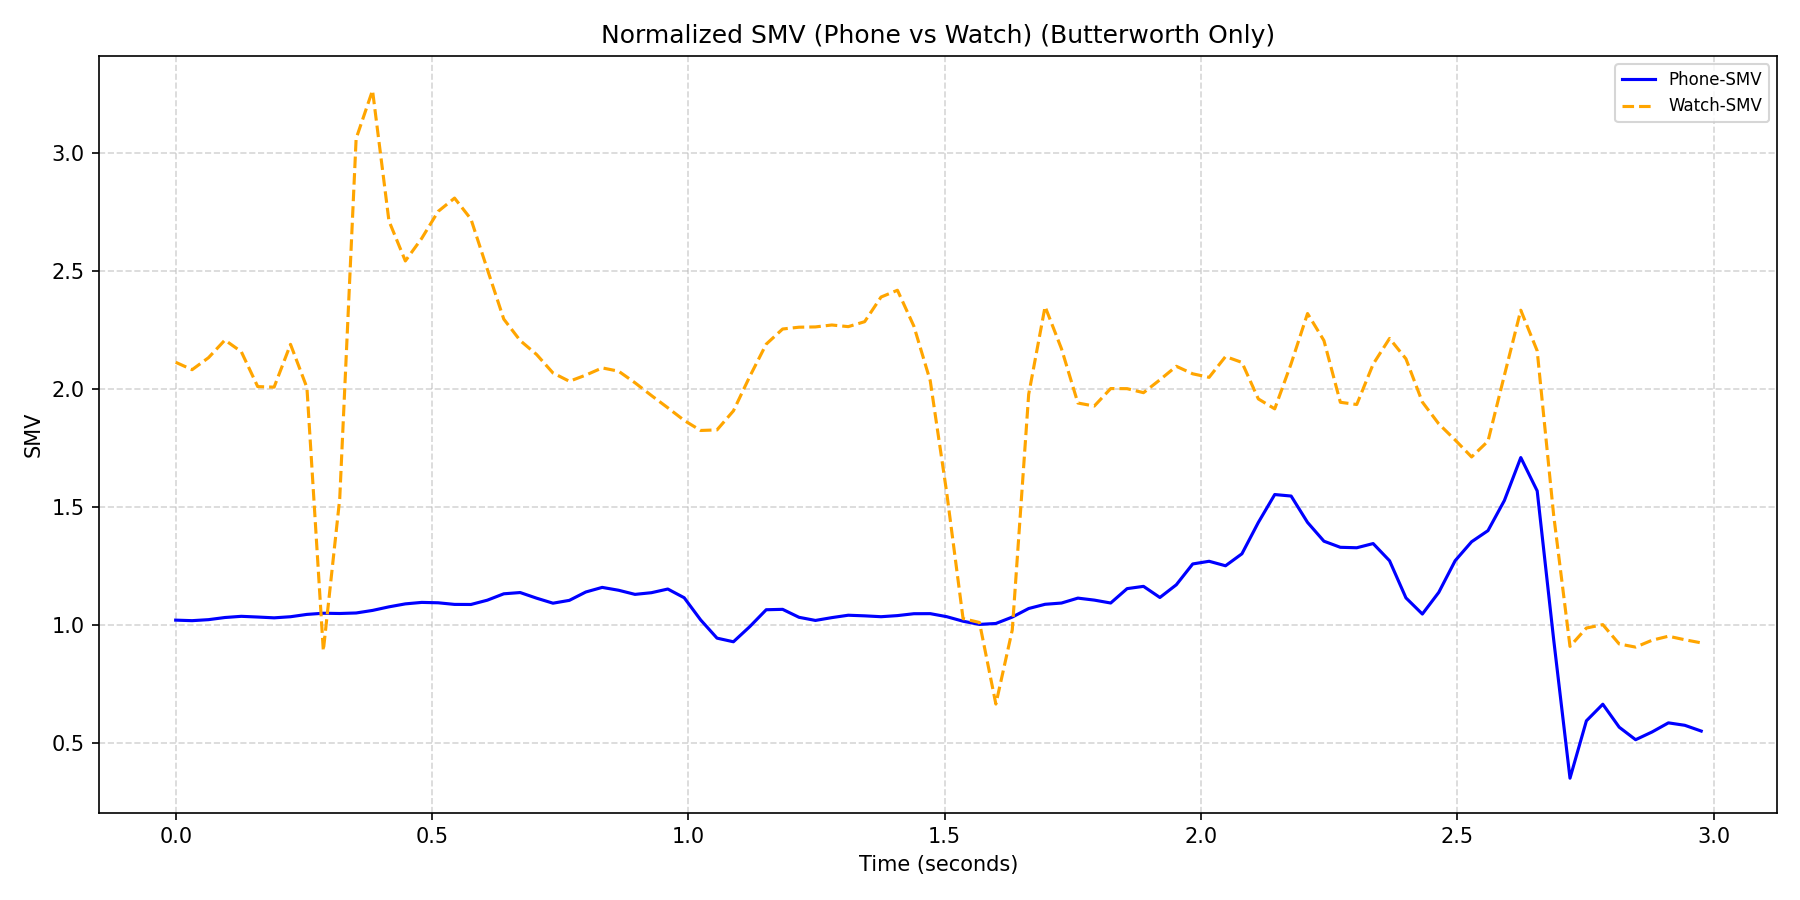 Normalized SMV (Phone vs Watch) (Butterworth Only)
Phone-SMV
Watch-SMV
3.0
2.5
2.0
1.5
1.0
0.5
SMV
0.0 0.5 1.0 1.5 2.0 2.5 3.0
Time (seconds)